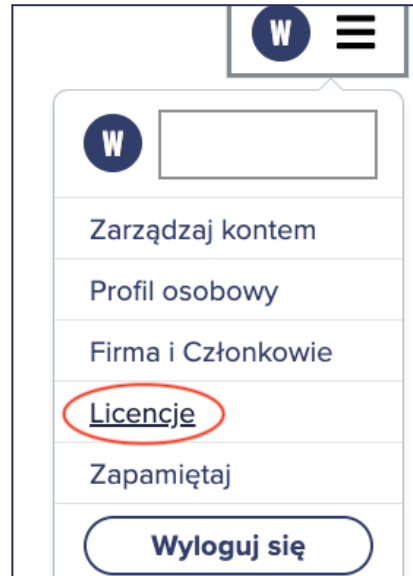 W
W
Zarządzaj kontem
Profil osobowy
Firma i Członkowie
Licencje
Zapamiętaj
Wyloguj się